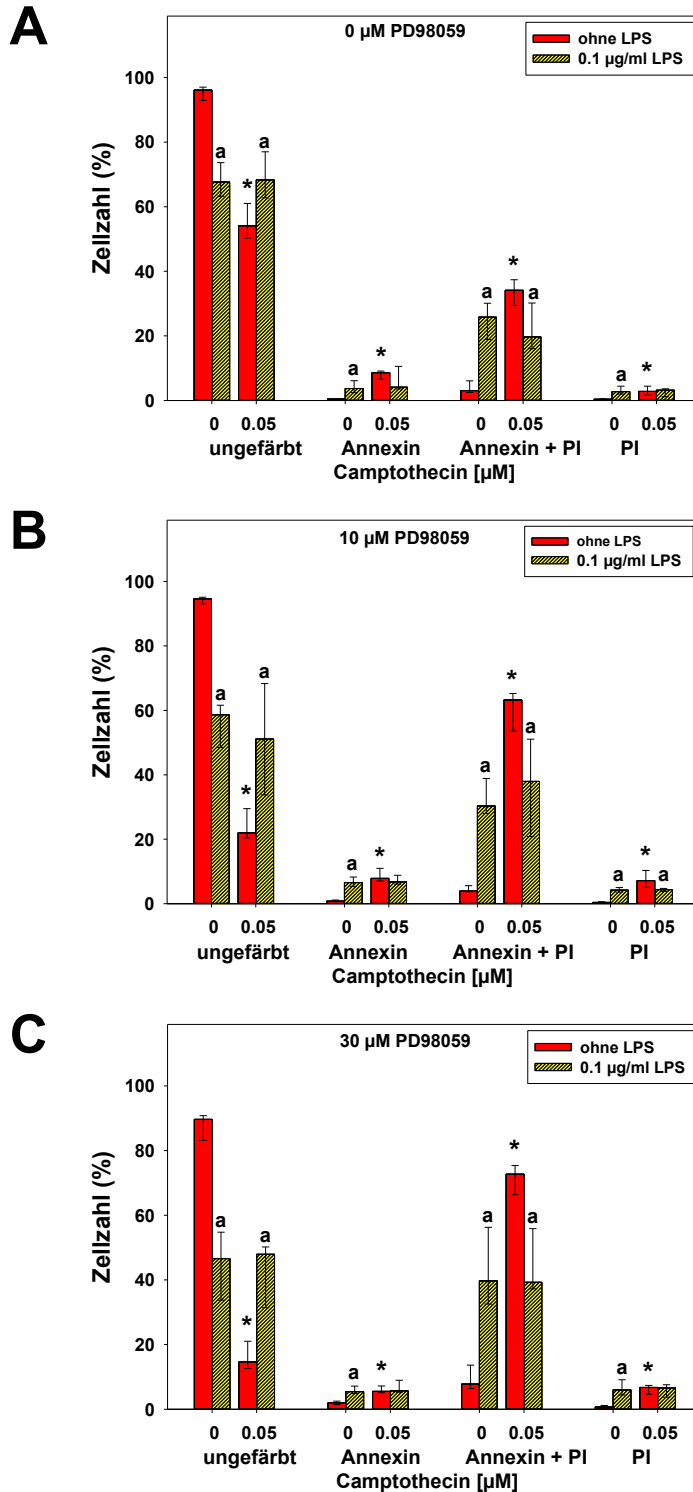 A
0 µM PD98059
ohne LPS
0.1 µg/ml LPS
Zellzahl (%)
100
80
60
40
20
0
a
*
a
a
*
a
*
a
a
*
0 0.05 0 0.05 0 0.05 0 0.05
ungefärbt Annexin Annexin + PI PI
Camptothecin [µM]
B
10 µM PD98059
ohne LPS
0.1 µg/ml LPS
Zellzahl (%)
100
80
60
40
20
0
a
*
a
a
*
a
*
a
a
*
a
0 0.05 0 0.05 0 0.05 0 0.05
ungefärbt Annexin Annexin + PI PI
Camptothecin [µM]
C
30 µM PD98059
ohne LPS
0.1 µg/ml LPS
Zellzahl (%)
100
80
60
40
20
0
a
*
a
a
*
a
*
a
a
*
0 0.05 0 0.05 0 0.05 0 0.05
ungefärbt Annexin Annexin + PI PI
Camptothecin [µM]